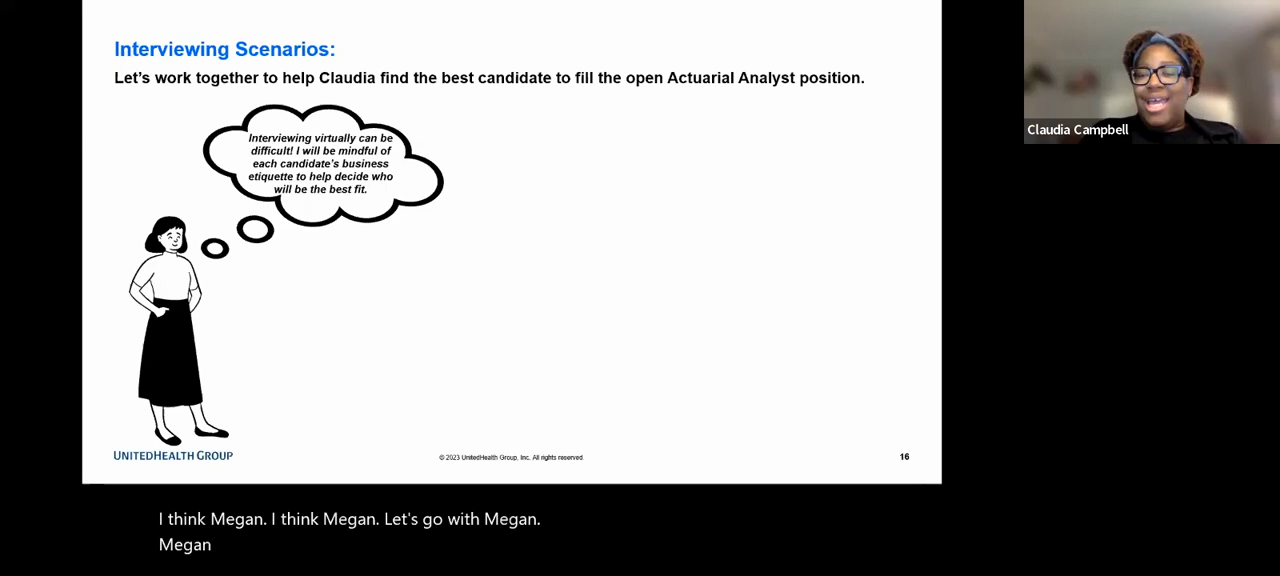 Interviewing Scenarios:
Let's work together to help Claudia find the best candidate to fill the open Actuarial Analyst position.
Interviewing virtually can be
difficult! I will be mindful of
each candidate's business
etiquette to help decide who
will be the best fit.
UNITEDHEALTH GROUP
© 2023 UnitedHealth Group, Inc. All rights reserved.
16
Claudia Campbell
I think Megan. I think Megan. Let's go with Megan.
Megan